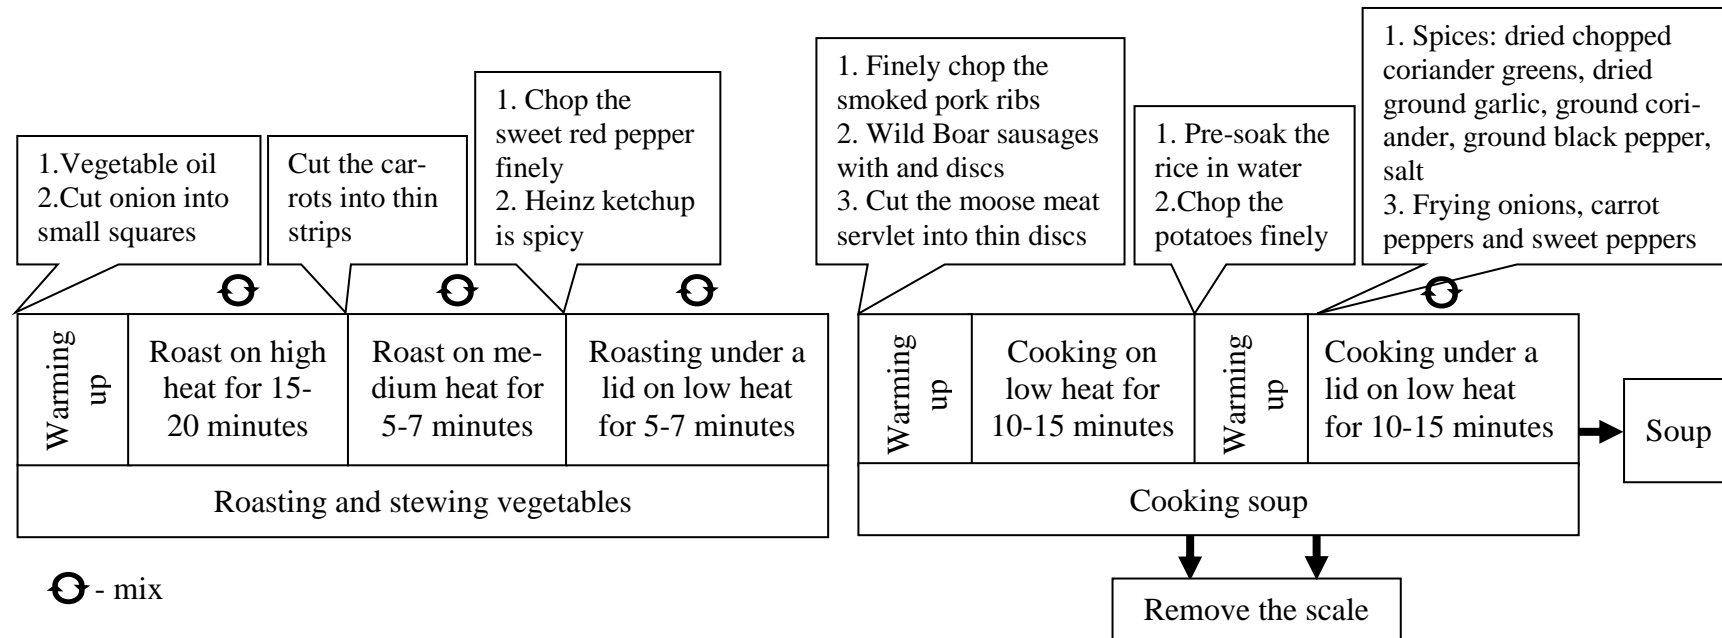 1.Vegetable oil
2.Cut onion into
small squares
Cut the car-
rots into thin
strips
1. Chop the
sweet red pepper
finely
2. Heinz ketchup
is spicy
1. Finely chop the
smoked pork ribs
2. Wild Boar sausages
with and discs
3. Cut the moose meat
servlet into thin discs
1. Pre-soak the
rice in water
2.Chop the
potatoes finely
1. Spices: dried chopped
coriander greens, dried
ground garlic, ground cori-
ander, ground black pepper,
salt
3. Frying onions, carrot
peppers and sweet peppers
Warming
up
Roast on high
heat for 15-
20 minutes
Roast on me-
dium heat for
5-7 minutes
Roasting under a
lid on low heat
for 5-7 minutes
Roasting and stewing vegetables
Warming
up
Cooking on
low heat for
10-15 minutes
Warming
up
Cooking under a
lid on low heat
for 10-15 minutes
Soup
Cooking soup
Remove the scale
- mix